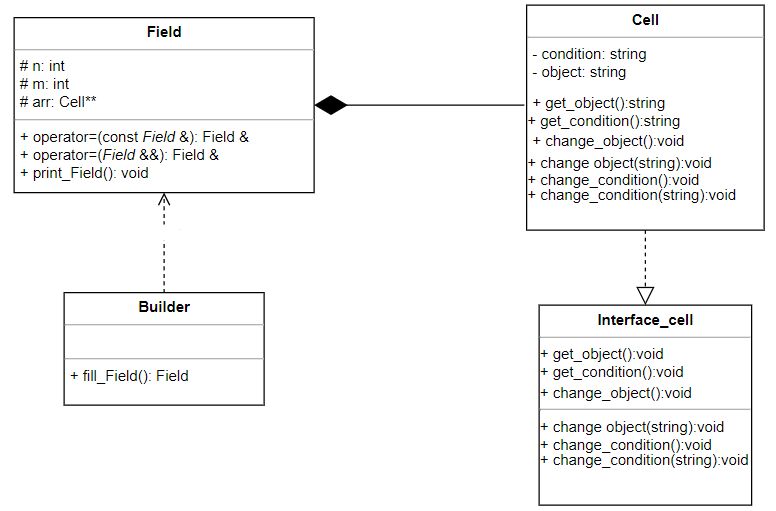 Field
# n: int
# m: int
# arr: Cell**
+ operator=(const Field &): Field &
+ operator=(Field &&): Field &
+ print_Field(): void
Cell
- condition: string
- object: string
+ get_object():string
+ get_condition():string
+ change_object():void
+ change object(string):void
+ change_condition():void
+ change_condition(string):void
Builder
+ fill_Field(): Field
Interface_cell
+ get_object():void
+ get_condition():void
+ change_object():void
+ change object(string):void
+ change_condition():void
+ change_condition(string):void